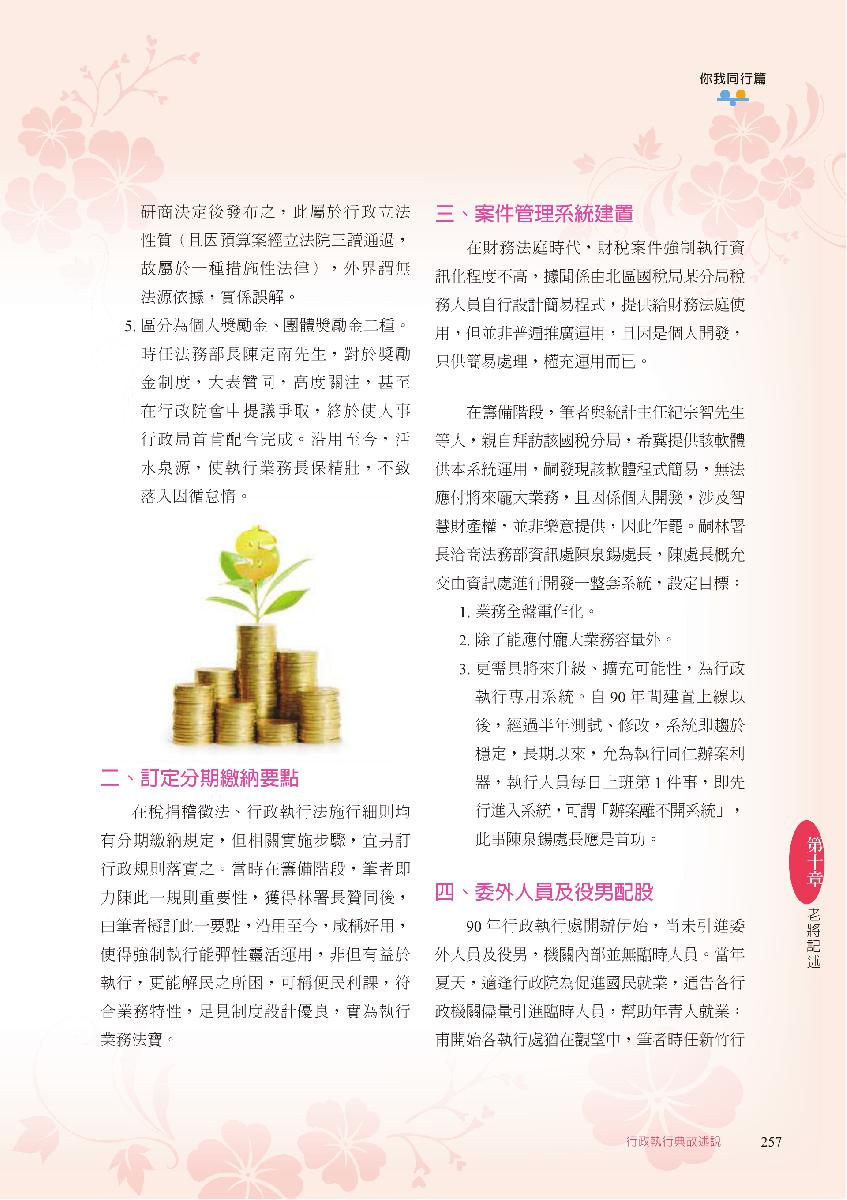 你我同行篇
研商決定後發布之，此屬於行政立法
性質（且因預算案經立法院三讀通過，
故屬於一種措施性法律），外界謂無
法源依據，實係誤解。
5. 區分為個人獎勵金、團體獎勵金二種。
時任法務部長陳定南先生，對於獎勵
金制度，大表贊同，高度關注，甚至
在行政院會中提議爭取，終於使人事
行政局首肯配合完成。沿用至今，活
水泉源，使執行業務長保精壯，不致
落入因循怠惰。
二、訂定分期繳納要點
在稅捐稽徵法、行政執行法施行細則均
有分期繳納規定，但相關實施步驟，宜另訂
行政規則落實之。當時在籌備階段，筆者即
力陳此一規則重要性，獲得林署長贊同後，
由筆者擬訂此一要點，沿用至今，咸稱好用，
使得強制執行能彈性靈活運用，非但有益於
執行，更能解民之所困，可稱便民利課，符
合業務特性，足見制度設計優良，實為執行
業務法寶。
三、案件管理系統建置
在財務法庭時代，財稅案件強制執行資
訊化程度不高，據聞係由北區國稅局某分局稅
務人員自行設計簡易程式，提供給財務法庭使
用，但並非普遍推廣運用，且因是個人開發，
只供簡易處理，權充運用而已。
在籌備階段，筆者與統計主任紀宗智先生
等人，親自拜訪該國稅分局，希冀提供該軟體
供本系統運用，嗣發現該軟體程式簡易，無法
應付將來龐大業務，且因係個人開發，涉及智
慧財產權，並非樂意提供，因此作罷。嗣林署
長洽商法務部資訊處陳泉錫處長，陳處長慨允
交由資訊處進行開發一整套系統，設定目標：
1. 業務全盤電作化。
2. 除了能應付龐大業務容量外。
3. 更需具將來升級、擴充可能性，為行政
執行專用系統。自 90 年間建置上線以
後，經過半年測試、修改，系統即趨於
穩定，長期以來，允為執行同仁辦案利
器，執行人員每日上班第 1 件事，即先
行進入系統，可謂「辦案離不開系統」，
此事陳泉錫處長應是首功。
四、委外人員及役男配股
90 年行政執行處開辦伊始，尚未引進委
外人員及役男，機關內部並無臨時人員。當年
夏天，適逢行政院為促進國民就業，通告各行
政機關儘量引進臨時人員，幫助年青人就業；
甫開始各執行處猶在觀望中，筆者時任新竹行
第十章
老將記述
行政執行典故述說
257